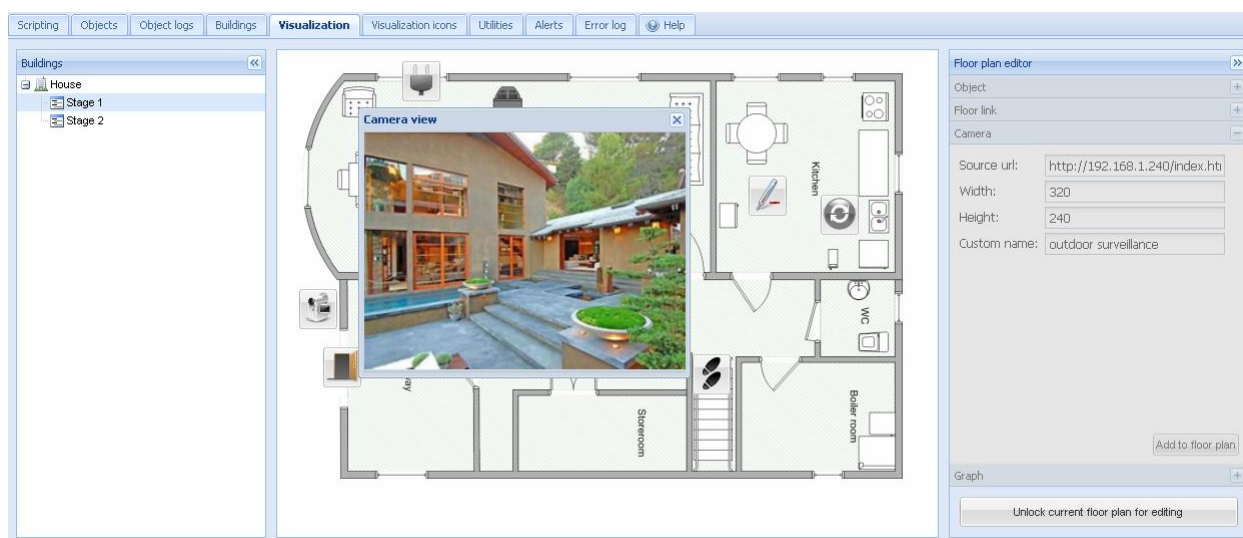 Scripting Objects Object logs Buildings Visualization Visualization icons Utilities Alerts Error log Help
Buildings
House
Stage 1
Stage 2
Camera view
Kitchen
WC
Storeroom
Boiler room
Floor plan editor
Object
Floor link
Camera
Source url: http://192.168.1.240/index.ht
Width: 320
Height: 240
Custom name: outdoor surveillance
Add to floor plan
Graph
Unlock current floor plan for editing